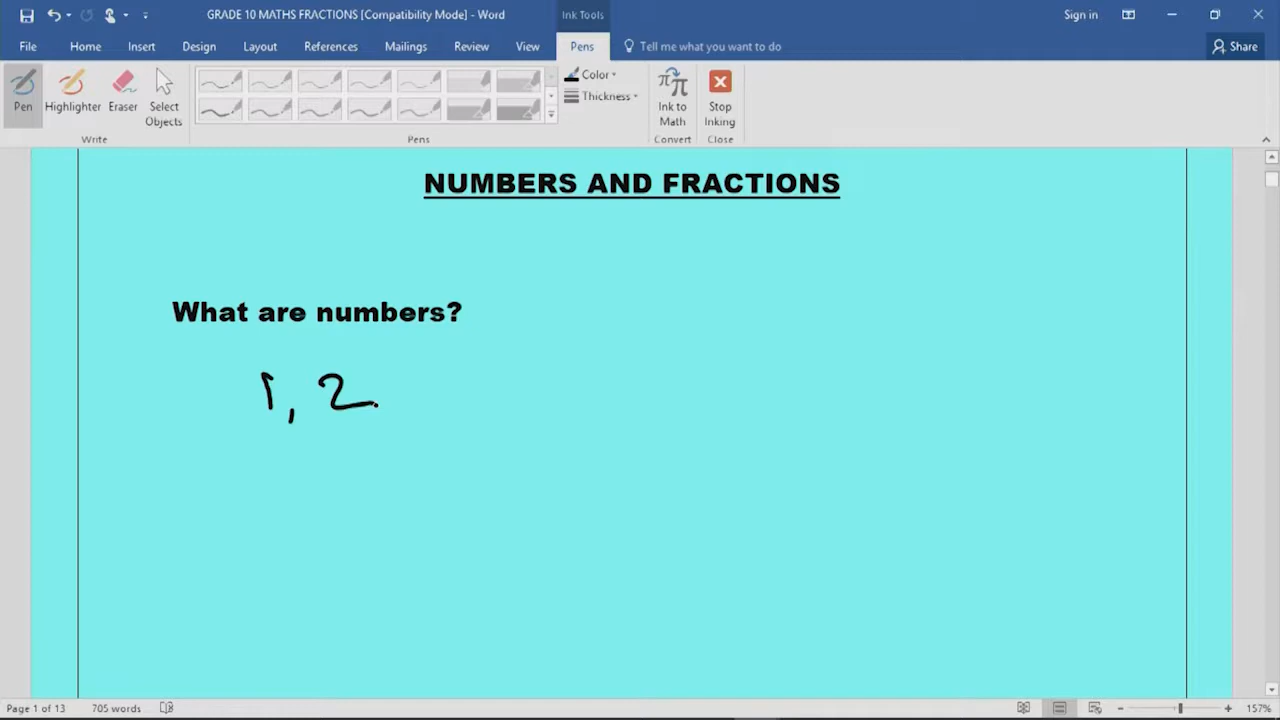 GRADE 10 MATHS FRACTIONS [Compatibility Mode] - Word
Ink Tools
Sign in
File Home Insert Design Layout References Mailings Review View Pens Tell me what you want to do Share
Pen Highlighter Eraser Select Objects
Color
Thickness
Ink to Math
Stop Inking
Write Pens Convert Close
NUMBERS AND FRACTIONS
What are numbers?
1, 2
Page 1 of 13 705 words 157%